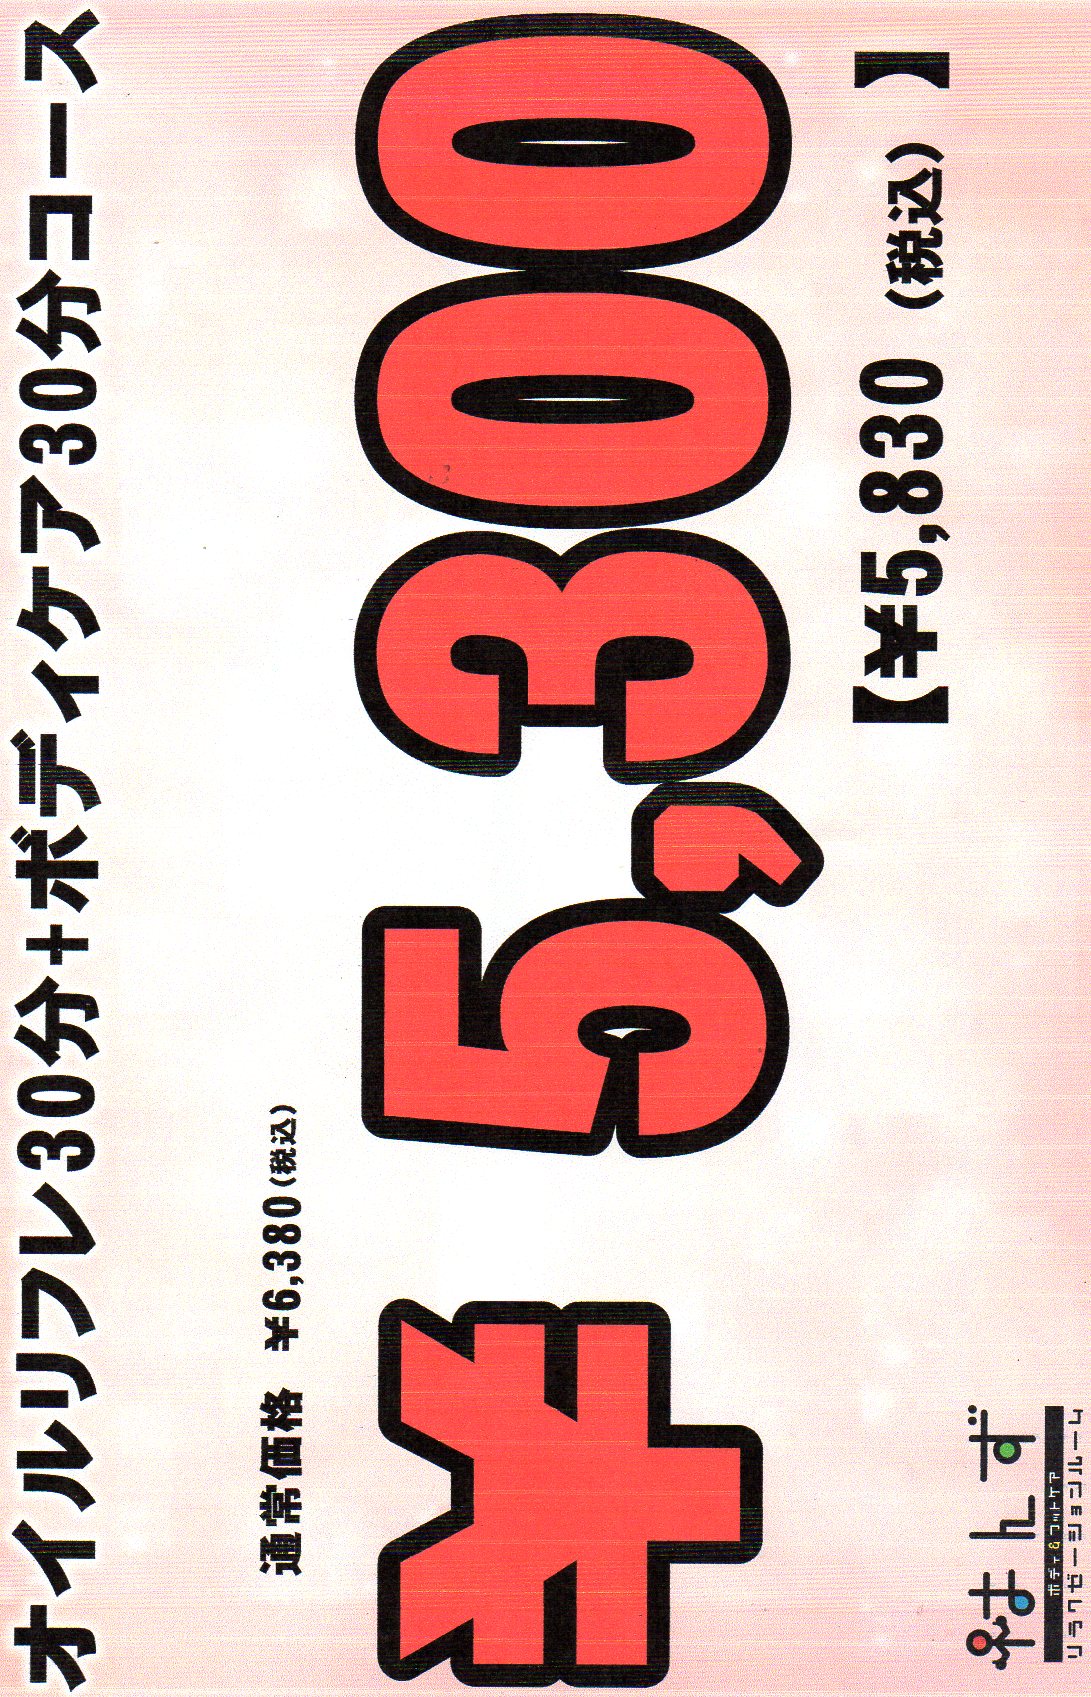 オイルリフレ30分+ボディケア30分コース
通常価格 ¥6,380(税込)
¥5,300
【¥5,830(税込)】
はんず
ボディ&フットケア
リラクゼーションルーム